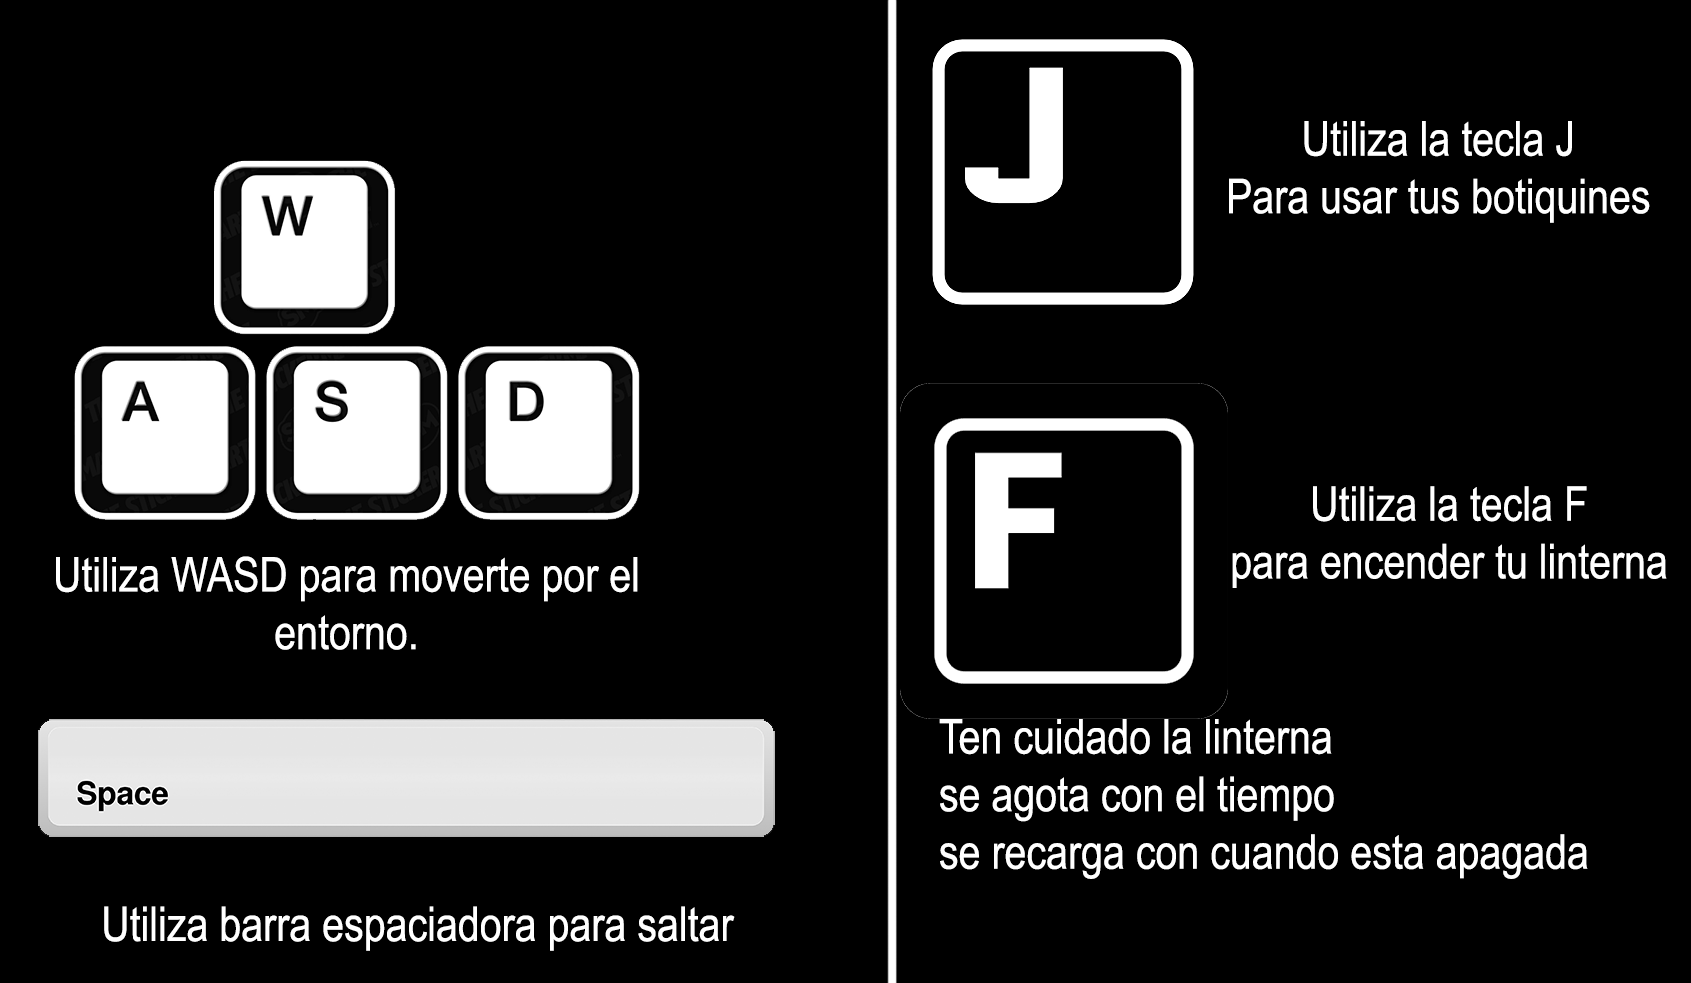 W
A S D
Utiliza WASD para moverte por el
entorno.
Space
Utiliza barra espaciadora para saltar
J
Utiliza la tecla J
Para usar tus botiquines
F
Utiliza la tecla F
para encender tu linterna
Ten cuidado la linterna
se agota con el tiempo
se recarga con cuando esta apagada